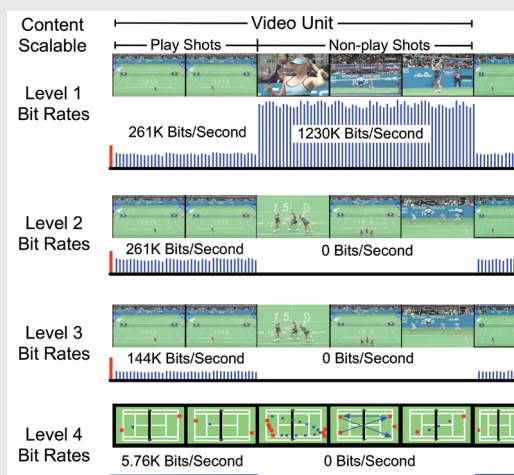 Content
Scalable
Video Unit
Play Shots
Non-play Shots
Level 1
Bit Rates
261K Bits/Second
1230K Bits/Second
Level 2
Bit Rates
261K Bits/Second
0 Bits/Second
Level 3
Bit Rates
144K Bits/Second
0 Bits/Second
Level 4
Bit Rates
5.76K Bits/Second
0 Bits/Second